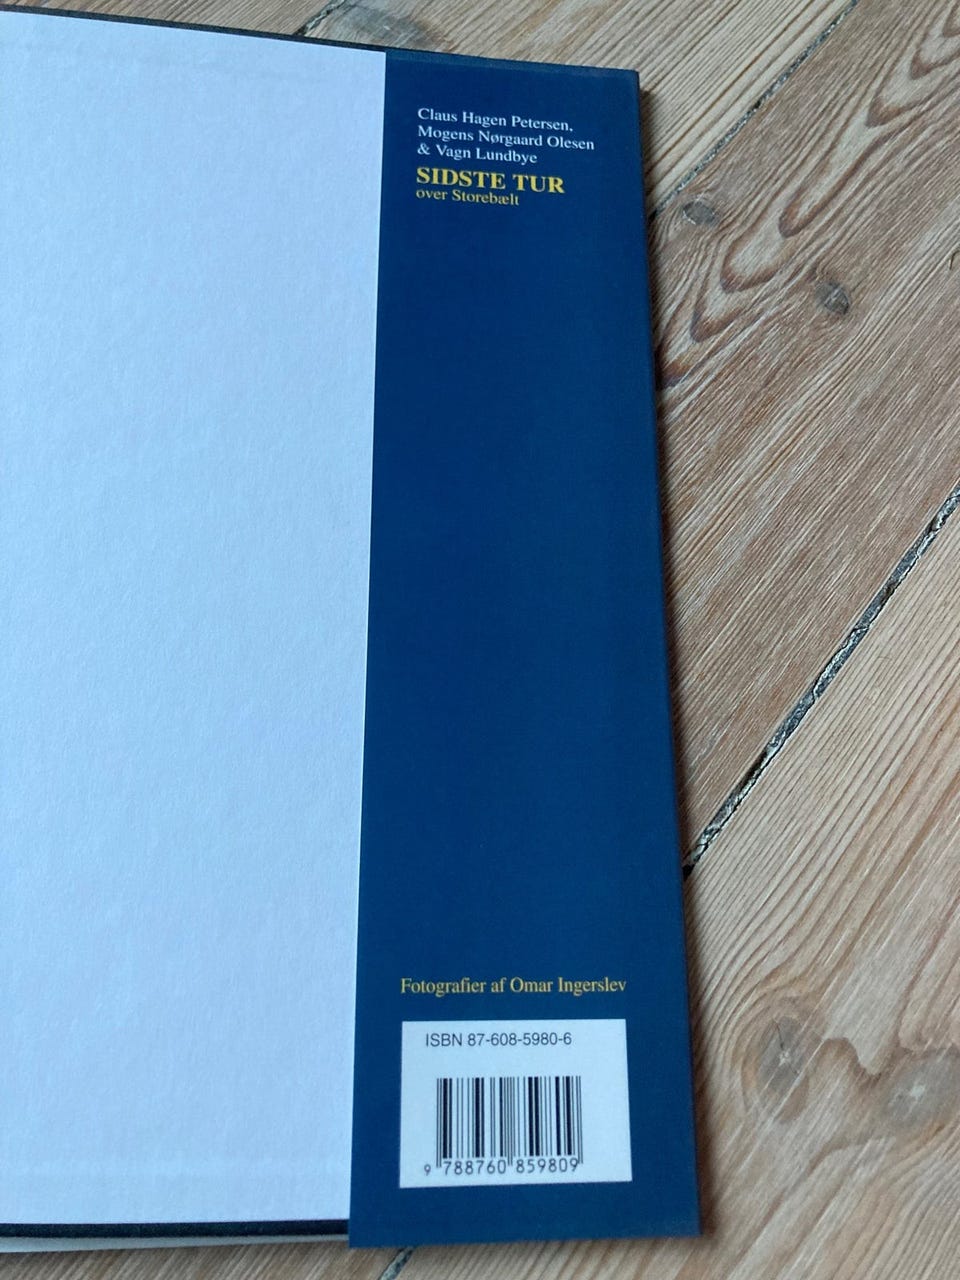 Claus Hagen Petersen,
Mogens Nørgaard Olesen
& Vagn Lundbye
SIDSTE TUR
over Storebælt
Fotografier af Omar Ingerslev
ISBN 87-608-5980-6
9 788760 859809